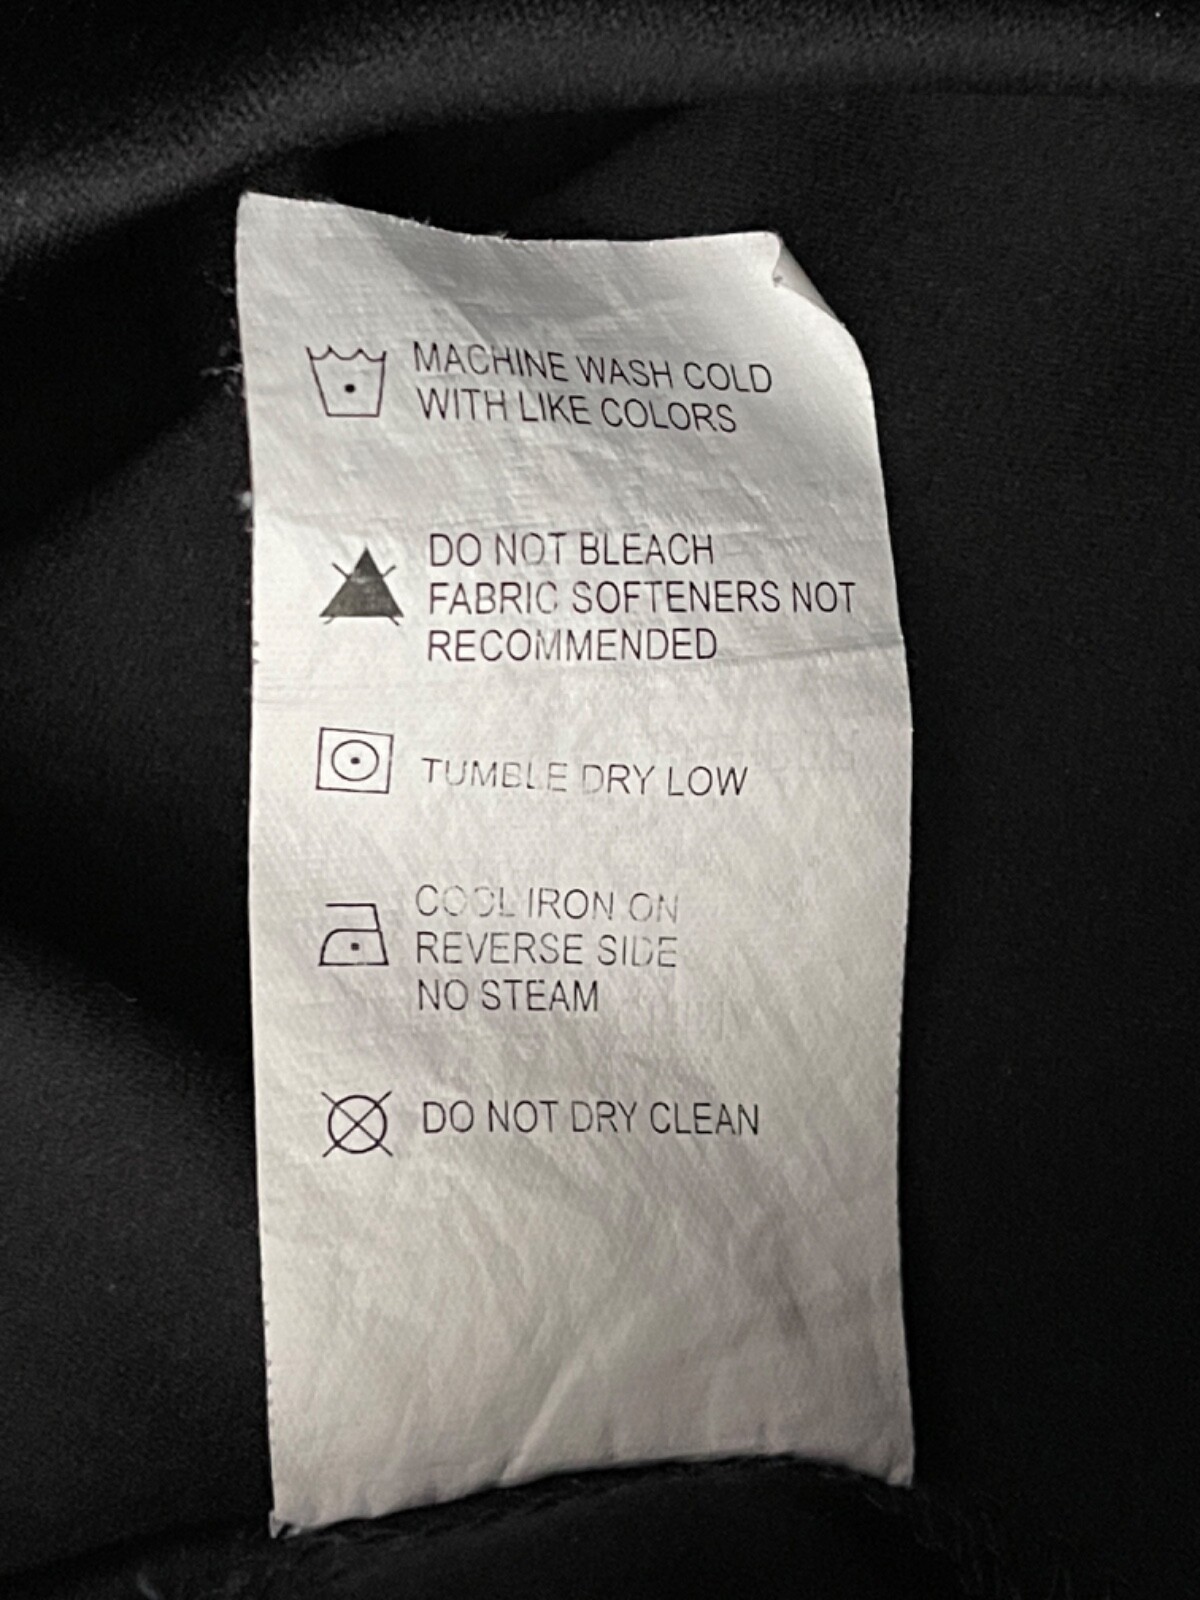 MACHINE WASH COLD
WITH LIKE COLORS
DO NOT BLEACH
FABRIC SOFTENERS NOT
RECOMMENDED
TUMBLE DRY LOW
COOL IRON ON
REVERSE SIDE
NO STEAM
DO NOT DRY CLEAN